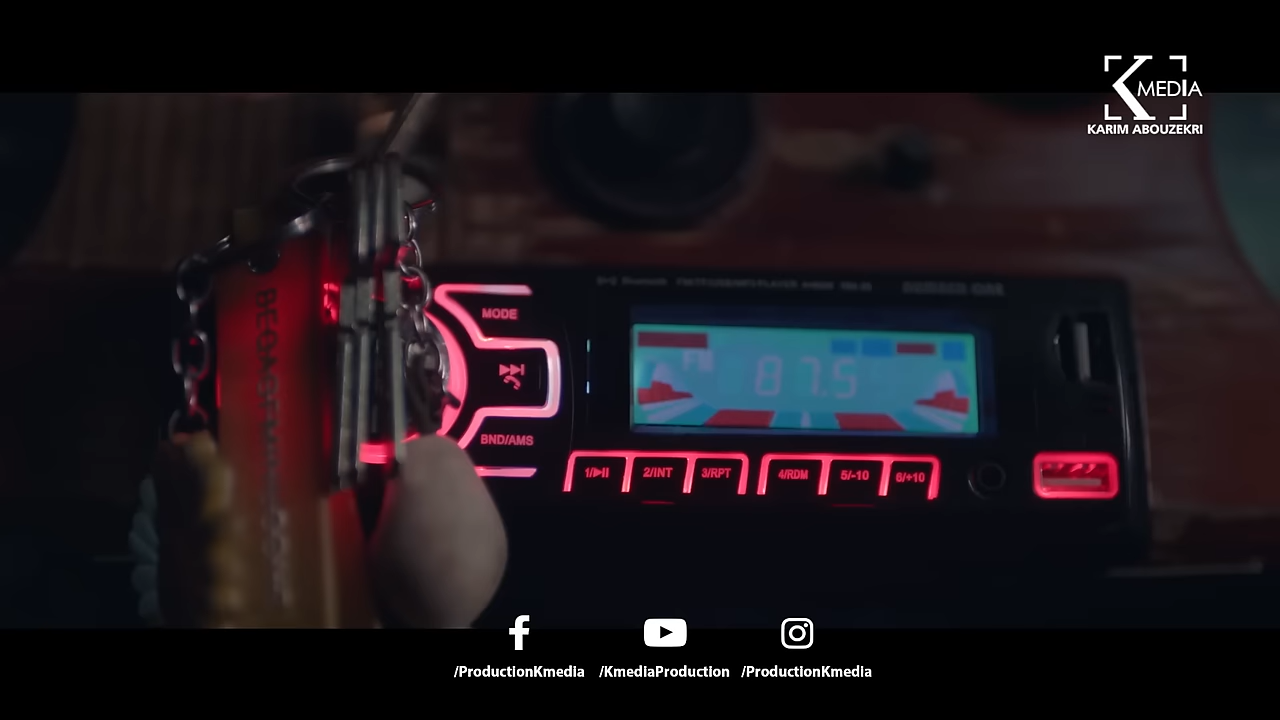 K MEDIA
KARIM ABOUZEKRI
MODE
BND/AMS
FM
87.5
1/▶II
2/INT
3/RPT
4/RDM
5/-10
6/+10
/ProductionKmedia
/KmediaProduction
/ProductionKmedia